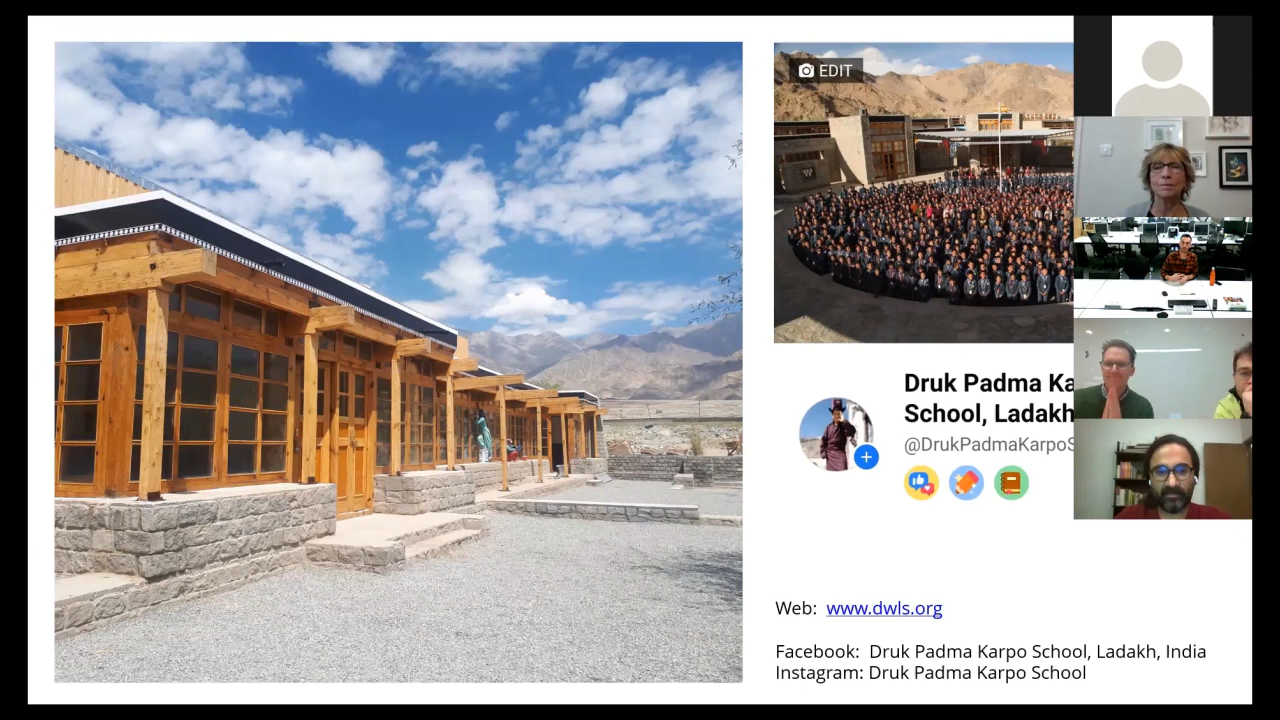 EDIT
Druk Padma Ka
School, Ladakh
@DrukPadmaKarpoS
Web: www.dwls.org
Facebook: Druk Padma Karpo School, Ladakh, India
Instagram: Druk Padma Karpo School